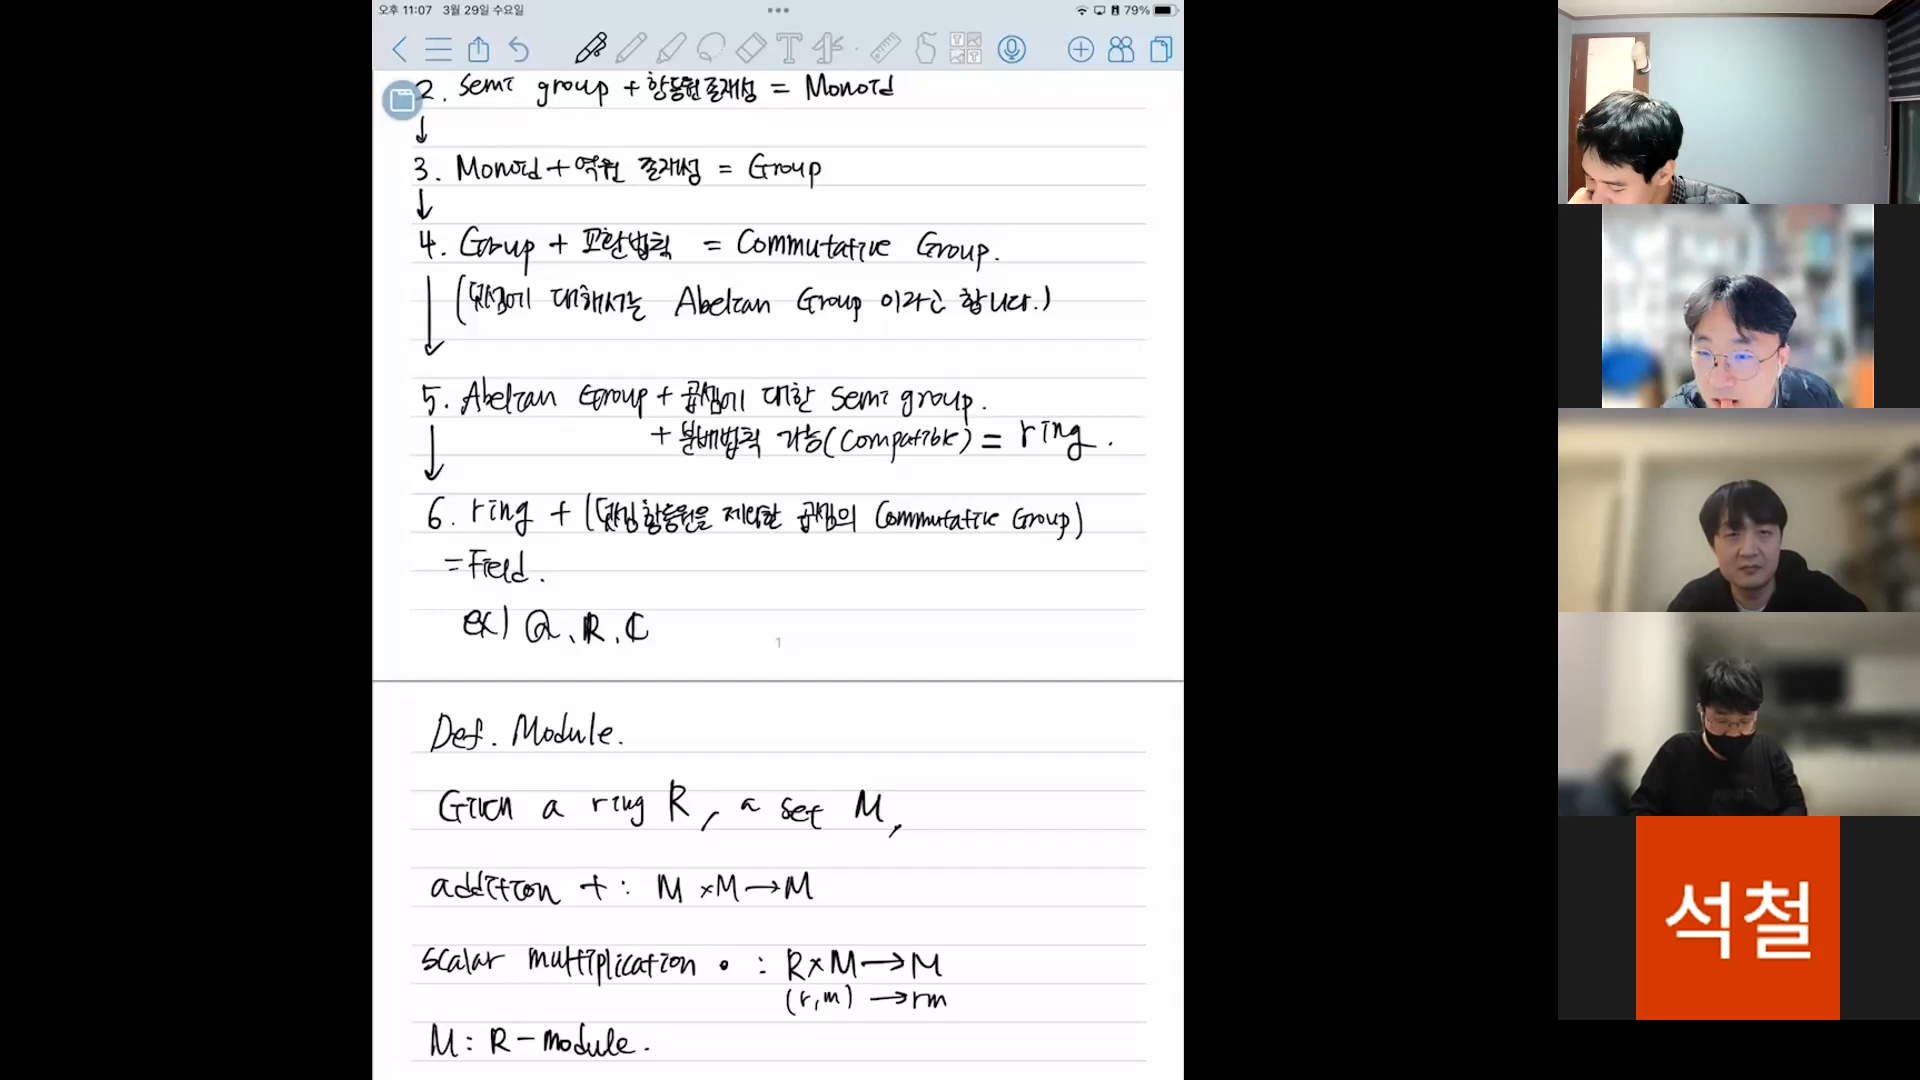 오후 11:07 3월 29일 수요일
79%
2. Semi group + 항등원 존재성 = Monoid
↓
3. Monoid + 역원 존재성 = Group
↓
4. Group + 교환법칙 = Commutative Group.
↓ (덧셈에 대해서는 Abelian Group 이라고 합니다.)
5. Abelian Group + 곱셈에 대한 Semi group.
↓ + 분배법칙 가능(Compatible) = ring.
6. ring + (덧셈 항등원을 제외한 곱셈의 Commutative Group)
= Field.
ex) Q, R, C
1
Def. Module.
Given a ring R, a set M,
addition + : M × M → M
scalar multiplication • : R × M → M
(r, m) → rm
M : R - module.
석철